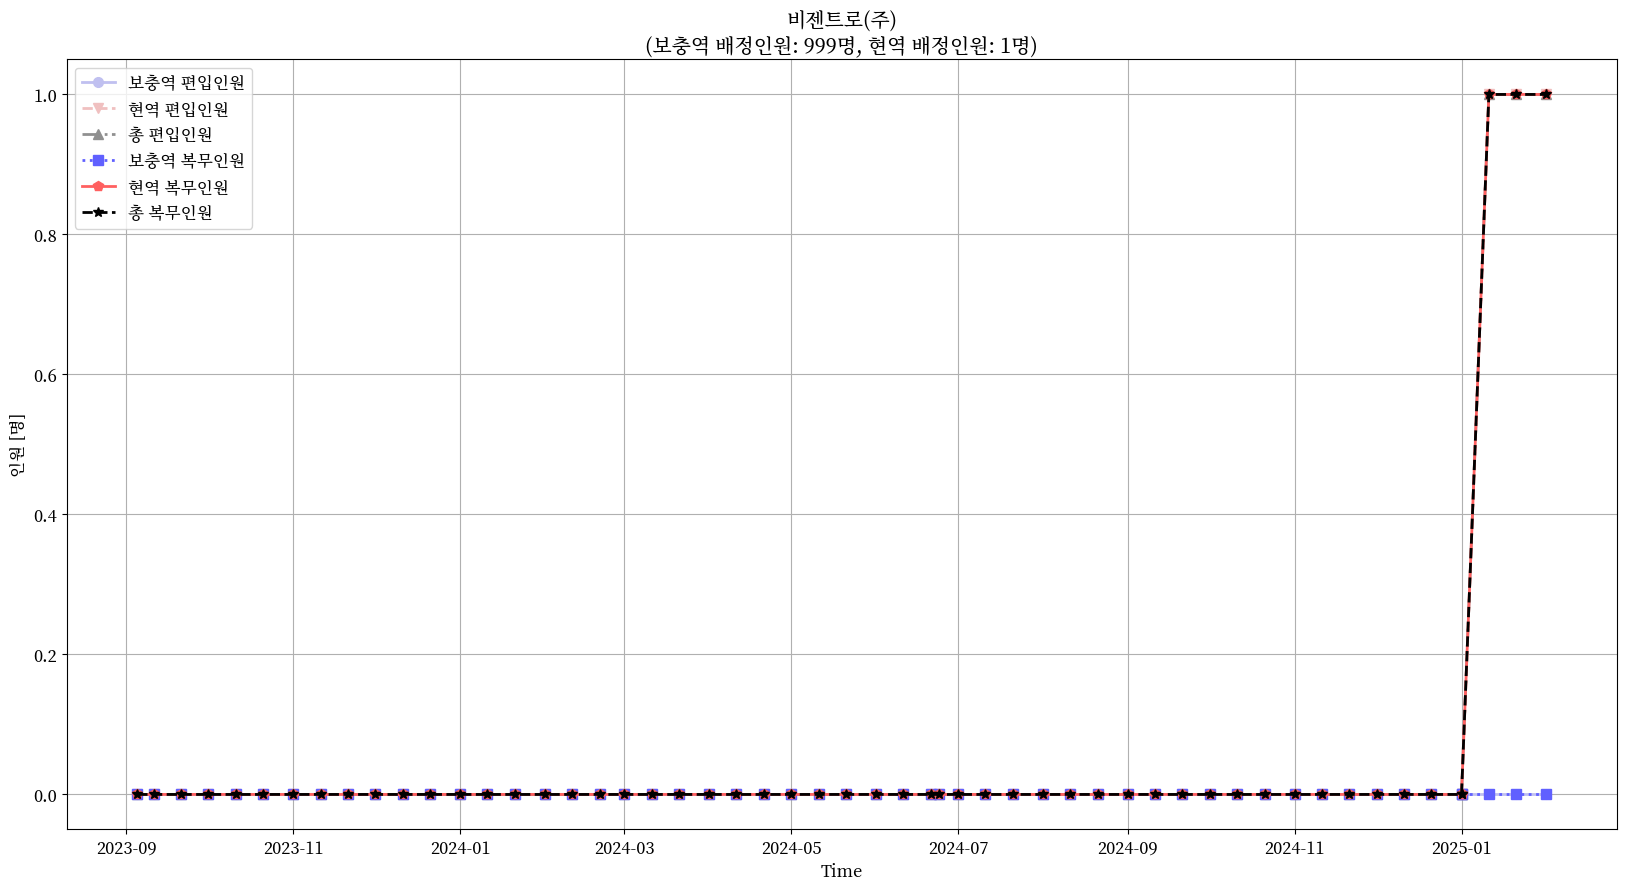 비젠트로(주)
(보충역 배정인원: 999명, 현역 배정인원: 1명)
보충역 편입인원
현역 편입인원
총 편입인원
보충역 복무인원
현역 복무인원
총 복무인원
1.0
0.8
0.6
0.4
0.2
0.0
인원 [명]
2023-09
2023-11
2024-01
2024-03
2024-05
2024-07
2024-09
2024-11
2025-01
Time